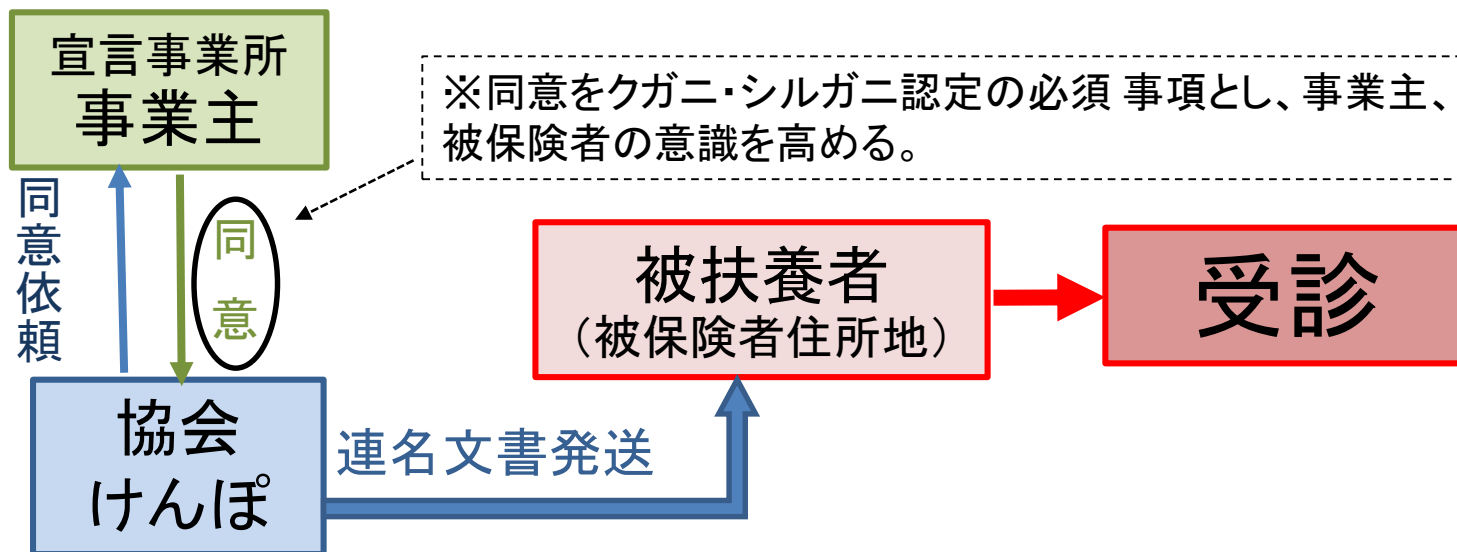 宣言事業所
事業主
※同意をクガニ・シルガニ認定の必須 事項とし、事業主、
被保険者の意識を高める。
同意依頼
同意
被扶養者
（被保険者住所地）
受診
協会
けんぽ
連名文書発送